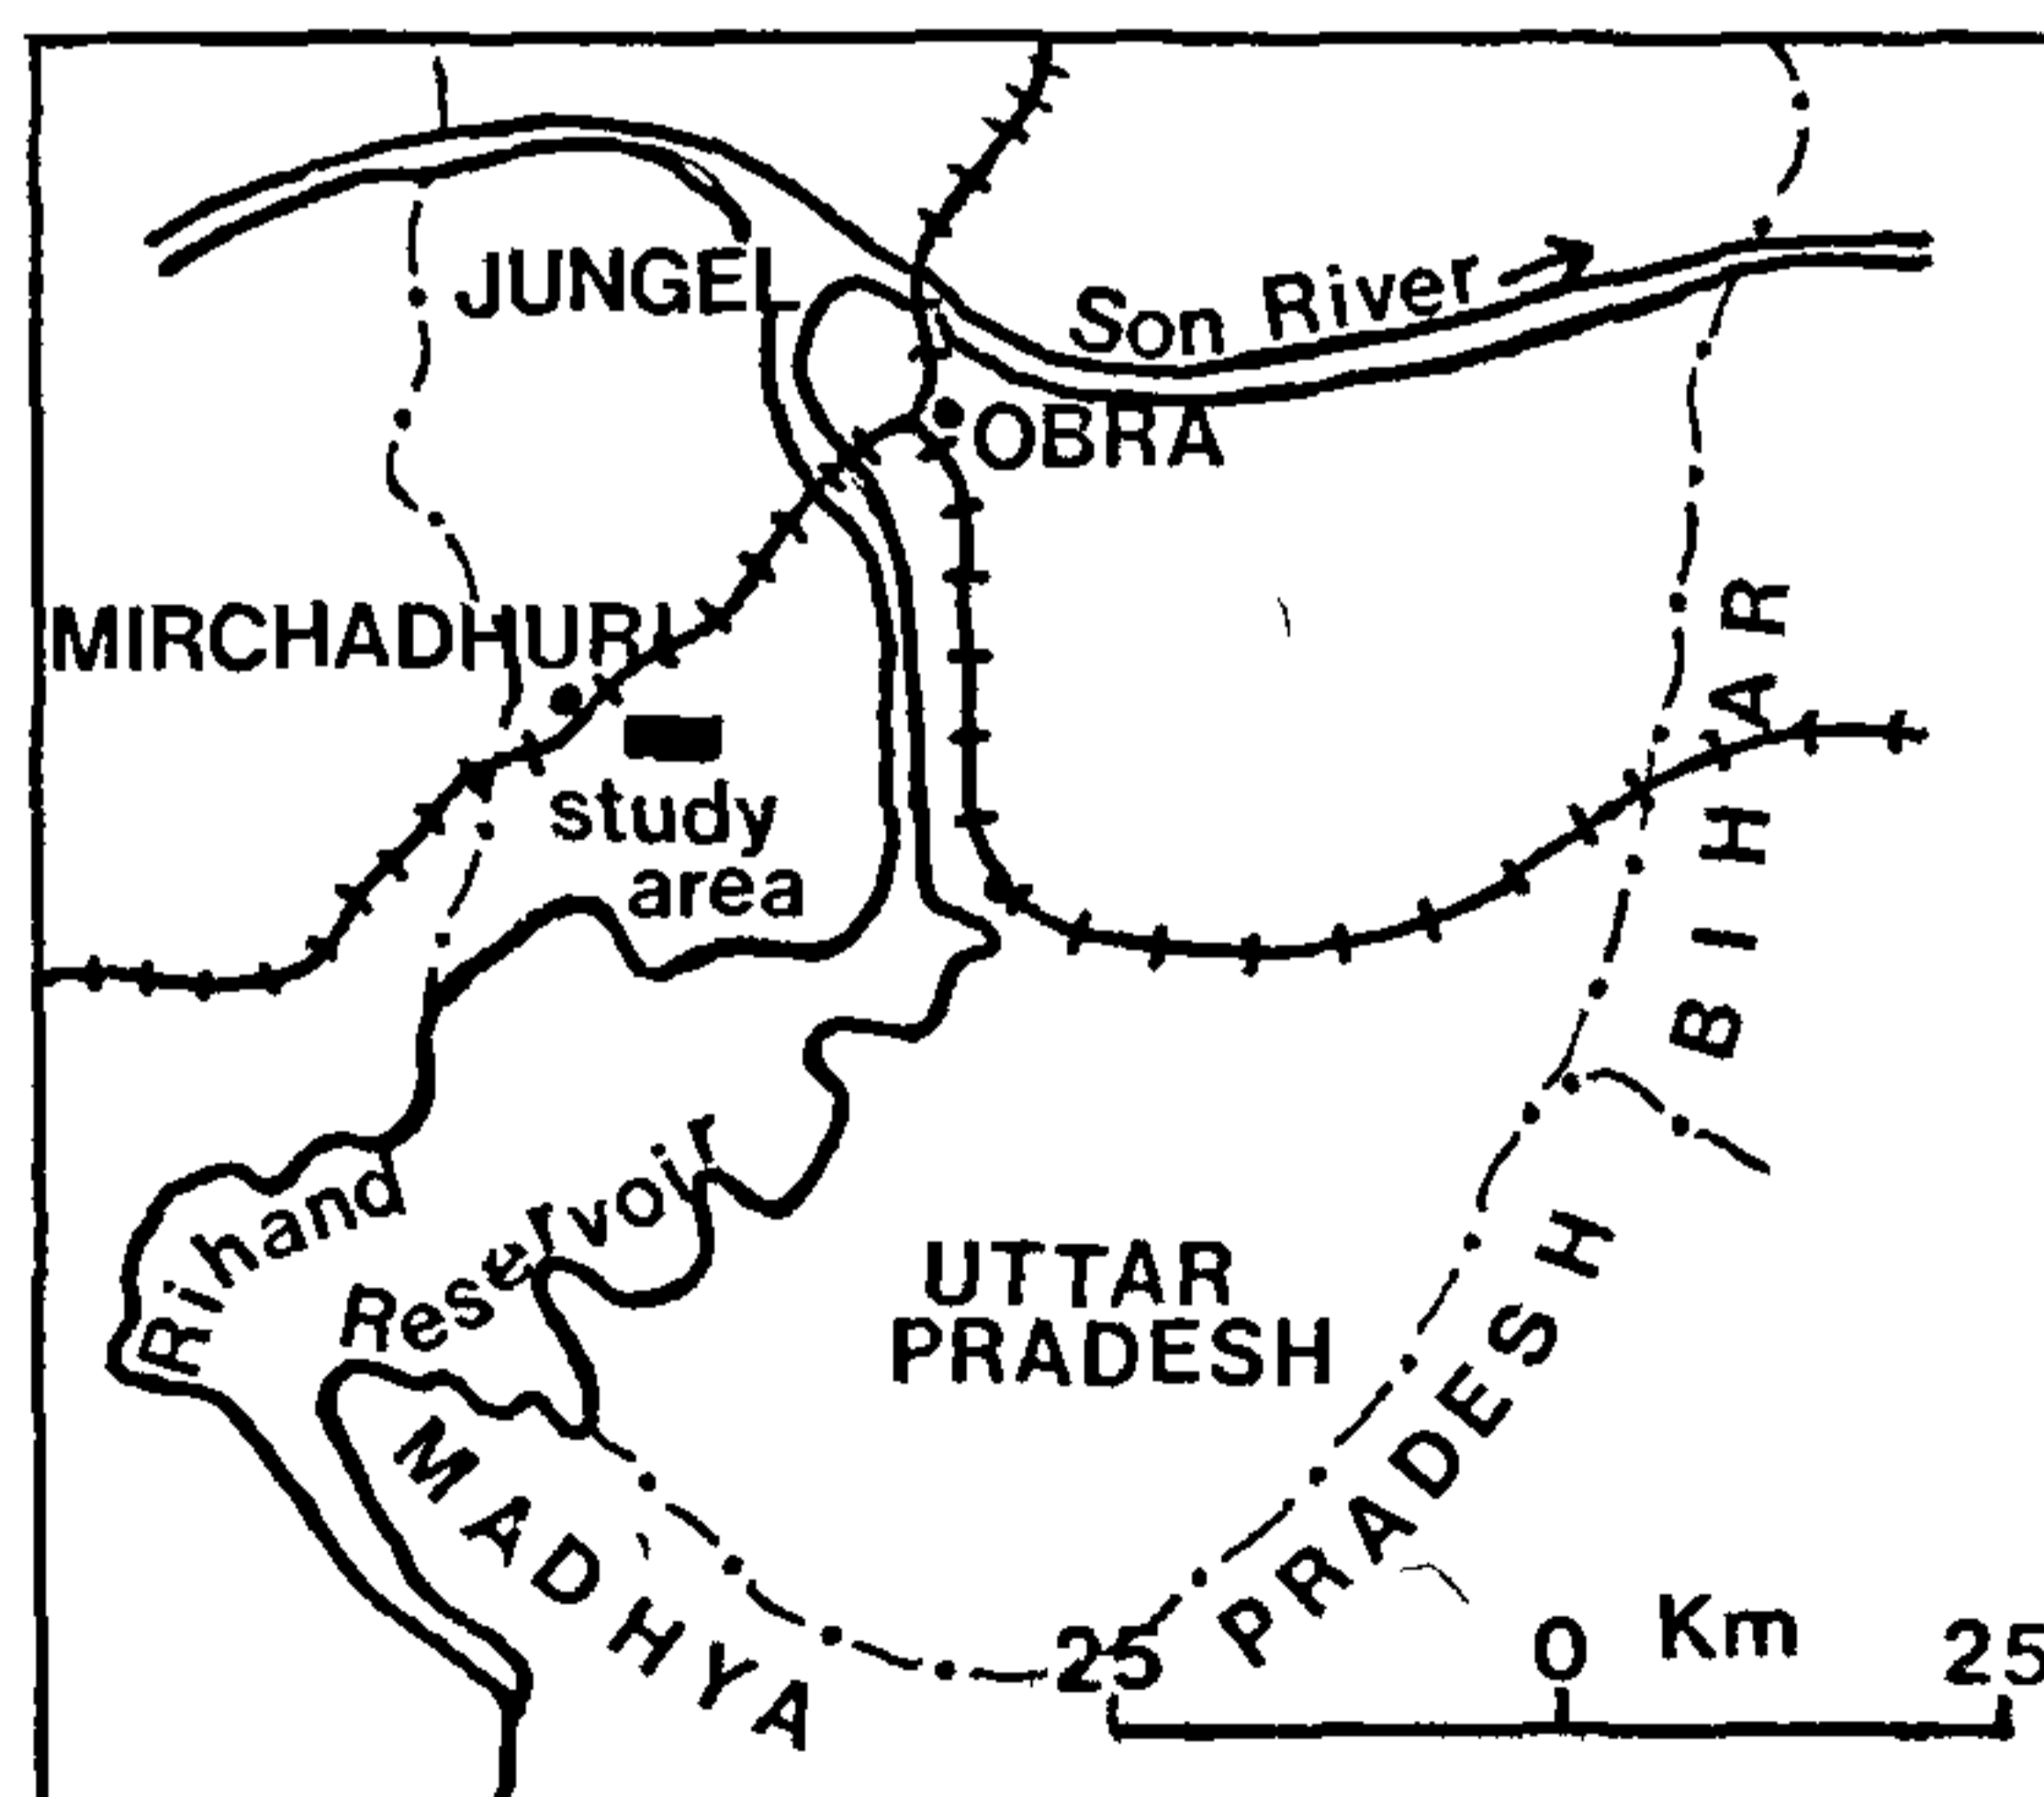 JUNGEL
Son River
OBRA
MIRCHADHURI
study
area
BIHAR
Rihand
Reservoir
UTTAR
PRADESH
MADHYA PRADESH
25 0 Km 25